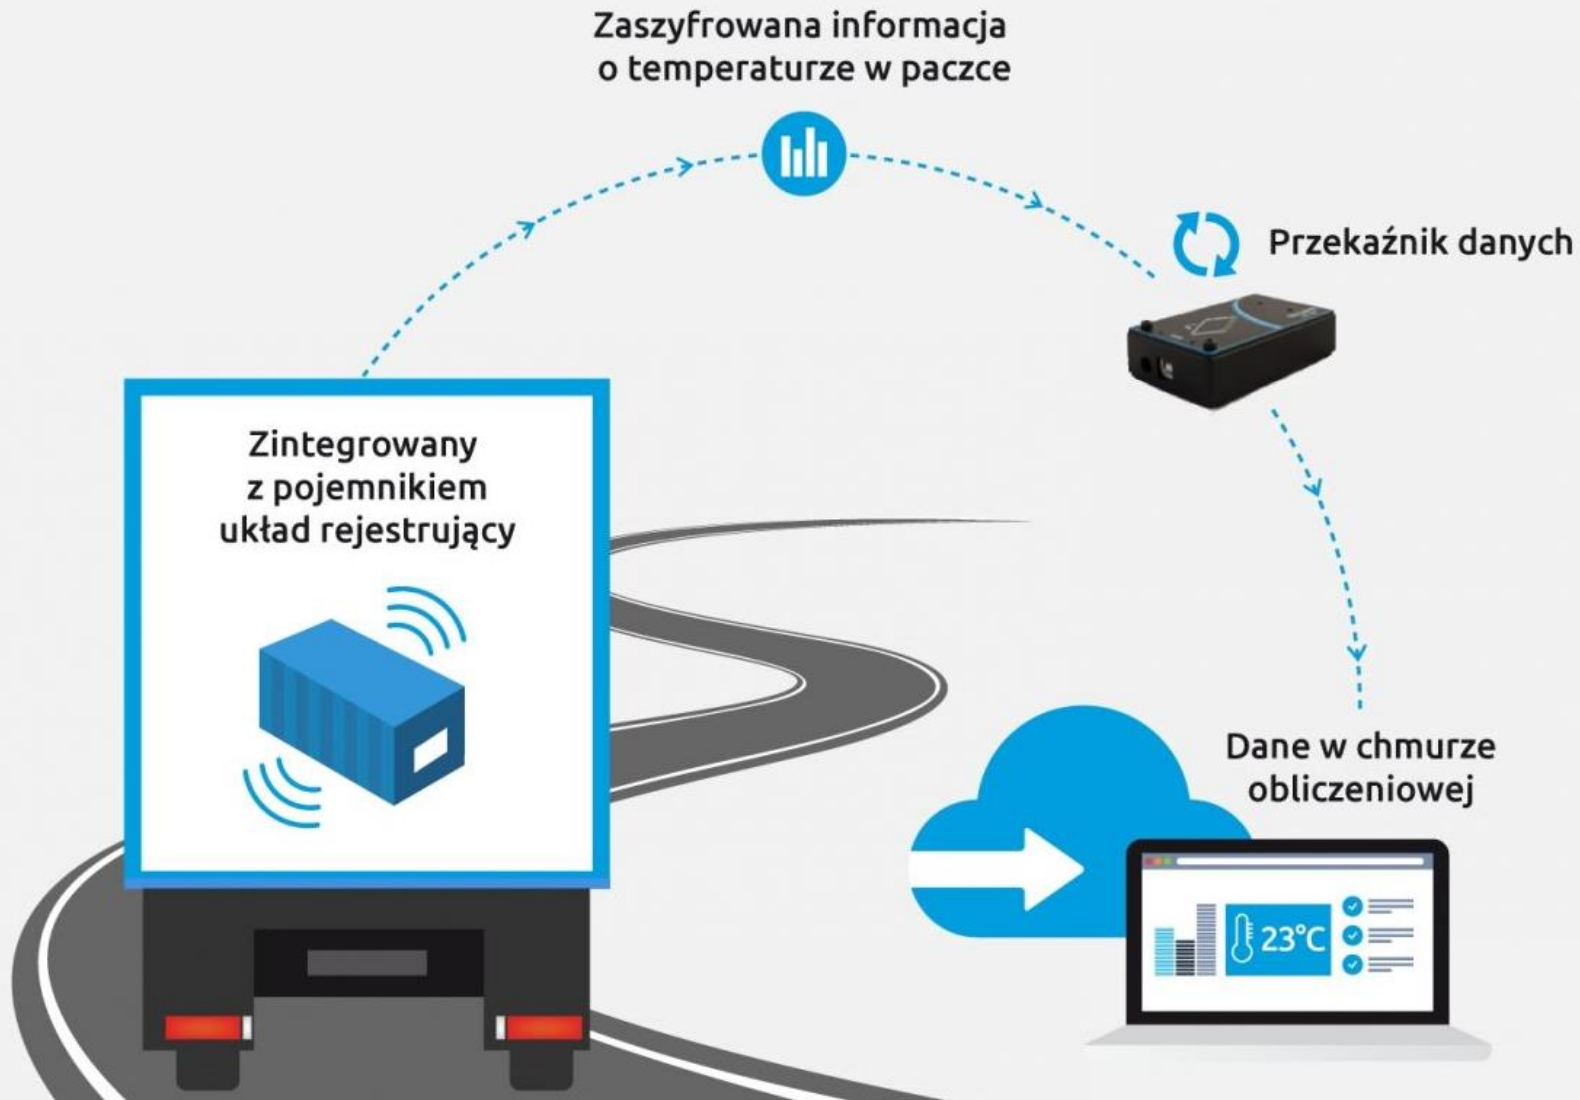 Zaszyfrowana informacja
o temperaturze w paczce
Przekaźnik danych
Zintegrowany
z pojemnikiem
układ rejestrujący
Dane w chmurze
obliczeniowej
23°C